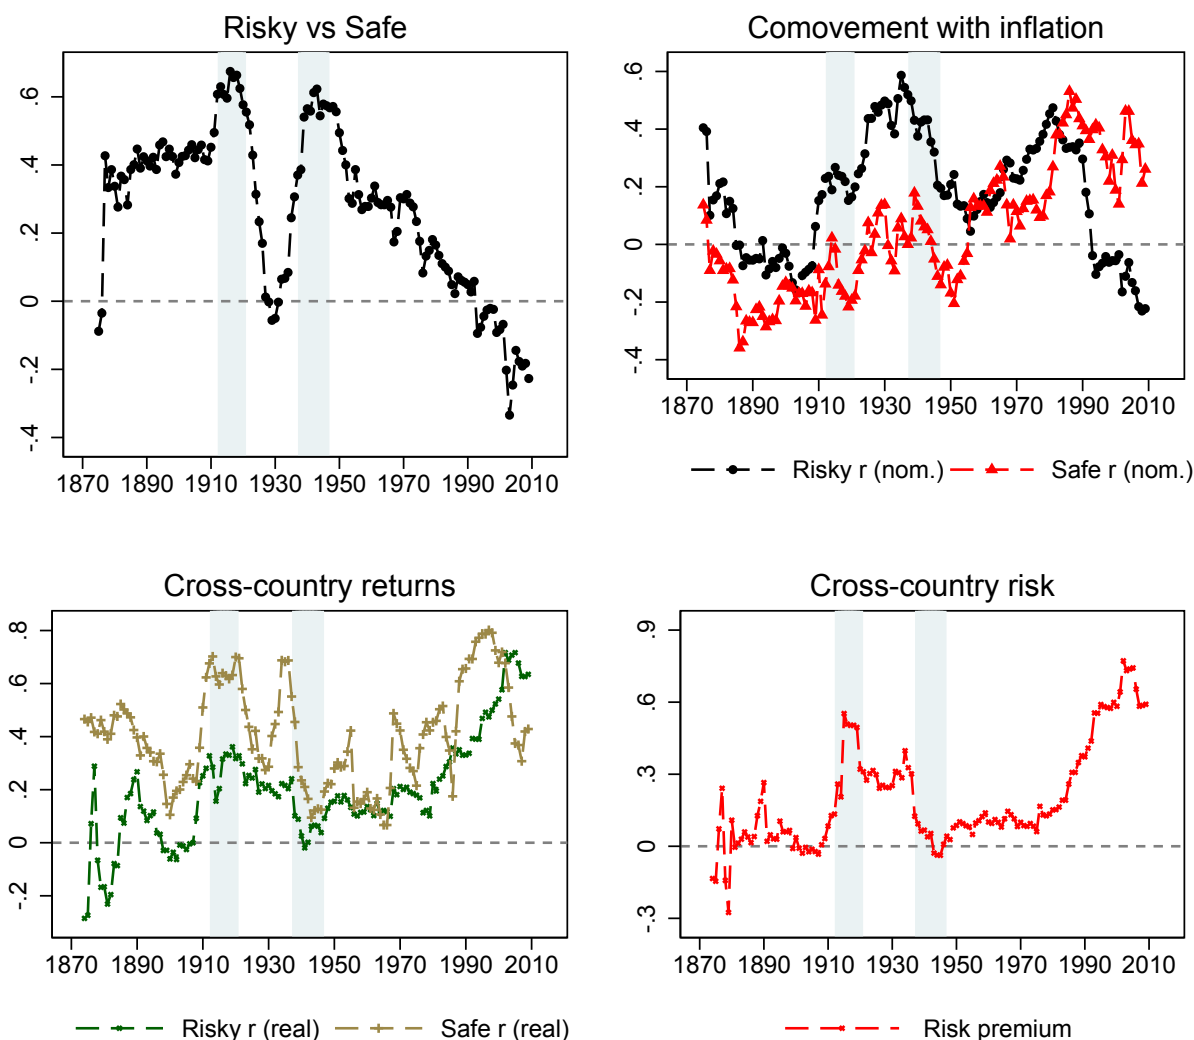 Risky vs Safe
.6
.4
.2
0
-.2
-.4
1870 1890 1910 1930 1950 1970 1990 2010
Comovement with inflation
.6
.4
.2
0
-.2
-.4
1870 1890 1910 1930 1950 1970 1990 2010
Risky r (nom.) Safe r (nom.)
Cross-country returns
.8
.6
.4
.2
0
-.2
1870 1890 1910 1930 1950 1970 1990 2010
Risky r (real) Safe r (real)
Cross-country risk
.9
.6
.3
0
-.3
1870 1890 1910 1930 1950 1970 1990 2010
Risk premium